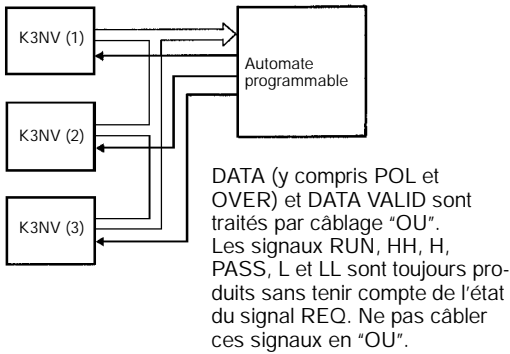 K3NV (1)
Automate
programmable
K3NV (2)
K3NV (3)
DATA (y compris POL et
OVER) et DATA VALID sont
traités par câblage "OU".
Les signaux RUN, HH, H,
PASS, L et LL sont toujours pro-
duits sans tenir compte de l'état
du signal REQ. Ne pas câbler
ces signaux en "OU".